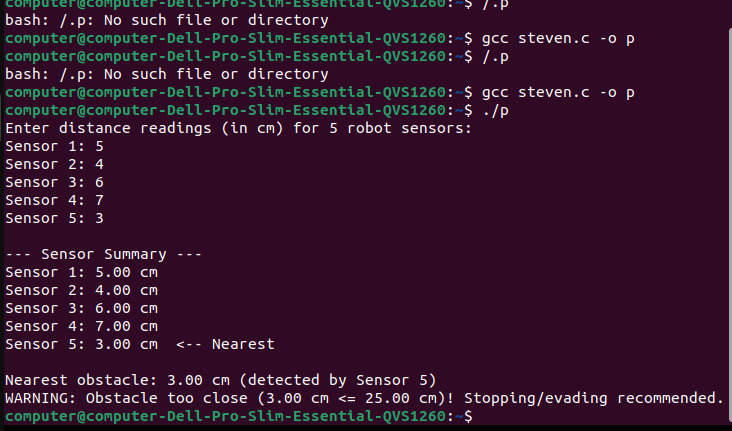 computer@computer-Dell-Pro-Slim-Essential-QVS1260:~$ /.p
bash: /.p: No such file or directory
computer@computer-Dell-Pro-Slim-Essential-QVS1260:~$ gcc steven.c -o p
computer@computer-Dell-Pro-Slim-Essential-QVS1260:~$ /.p
bash: /.p: No such file or directory
computer@computer-Dell-Pro-Slim-Essential-QVS1260:~$ gcc steven.c -o p
computer@computer-Dell-Pro-Slim-Essential-QVS1260:~$ ./p
Enter distance readings (in cm) for 5 robot sensors:
Sensor 1: 5
Sensor 2: 4
Sensor 3: 6
Sensor 4: 7
Sensor 5: 3

--- Sensor Summary ---
Sensor 1: 5.00 cm
Sensor 2: 4.00 cm
Sensor 3: 6.00 cm
Sensor 4: 7.00 cm
Sensor 5: 3.00 cm  <-- Nearest

Nearest obstacle: 3.00 cm (detected by Sensor 5)
WARNING: Obstacle too close (3.00 cm <= 25.00 cm)! Stopping/evading recommended.
computer@computer-Dell-Pro-Slim-Essential-QVS1260:~$